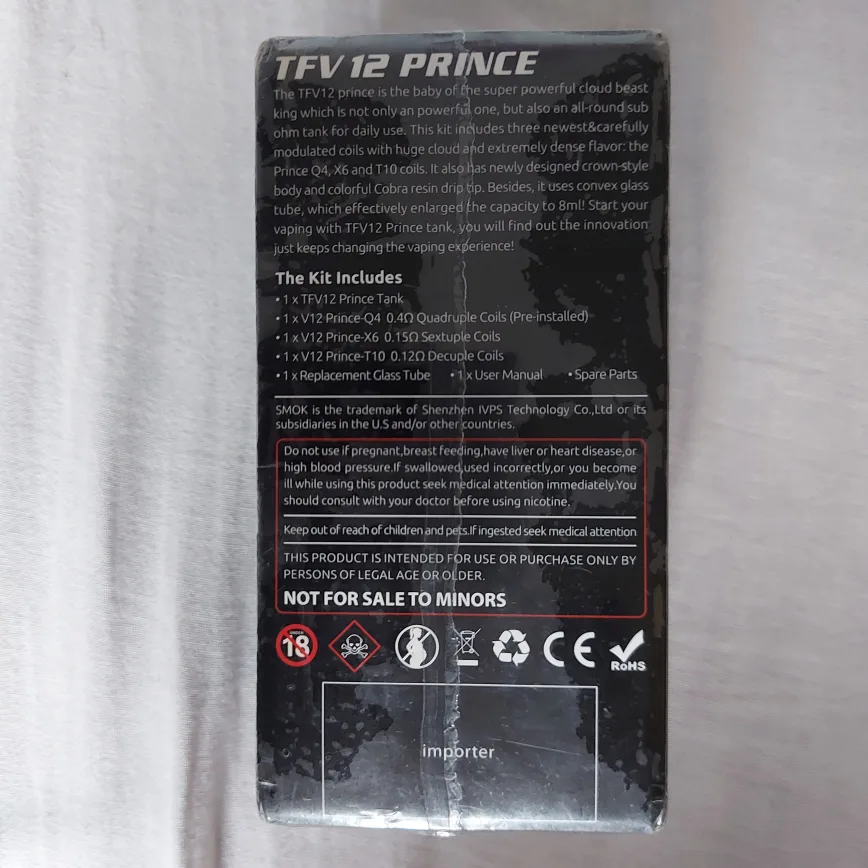 TFV12 PRINCE
The TFV12 prince is the baby of the super powerful cloud beast
king which is not only an powerful one, but also an all-round sub
ohm tank for daily use. This kit includes three newest&carefully
modulated coils with huge cloud and extremely dense flavor: the
Prince Q4, X6 and T10 coils. It also has newly designed crown-style
body and colorful Cobra resin drip tip. Besides, it uses convex glass
tube, which effectively enlarged the capacity to 8ml! Start your
vaping with TFV12 Prince tank, you will find out the innovation
just keeps changing the vaping experience!
The Kit Includes
• 1 x TFV12 Prince Tank
• 1 x V12 Prince-Q4 0.4Ω Quadruple Coils (Pre-installed)
• 1 x V12 Prince-X6 0.15Ω Sextuple Coils
• 1 x V12 Prince-T10 0.12Ω Decuple Coils
• 1 x Replacement Glass Tube • 1 x User Manual • Spare Parts
SMOK is the trademark of Shenzhen IVPS Technology Co.,Ltd or its
subsidiaries in the U.S and/or other countries.
Do not use if pregnant,breast feeding,have liver or heart disease,or
high blood pressure.If swallowed,used incorrectly,or you become
ill while using this product seek medical attention immediately.You
should consult with your doctor before using nicotine.
Keep out of reach of children and pets.If ingested seek medical attention
THIS PRODUCT IS INTENDED FOR USE OR PURCHASE ONLY BY
PERSONS OF LEGAL AGE OR OLDER.
NOT FOR SALE TO MINORS
UNDER
18
CE
RoHS
importer